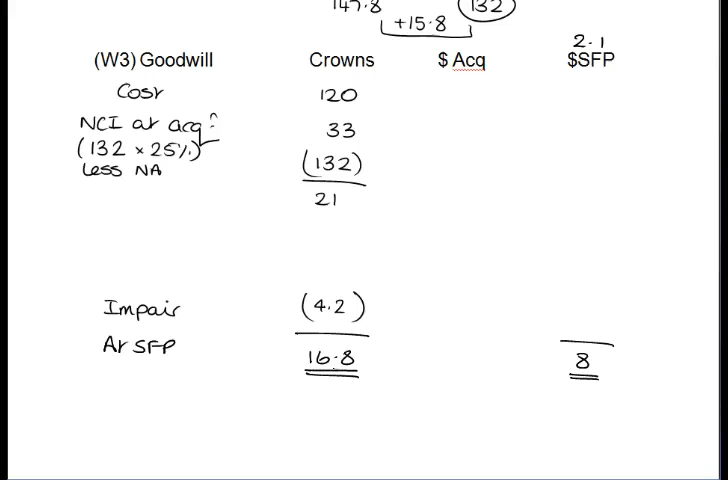 147.8 132
+15.8
2.1
(W3) Goodwill Crowns $ Acq $SFP
Cost 120
NCI at acq: 33
(132 x 25%)
Less NA (132)
21
Impair (4.2)
At SFP 16.8 8